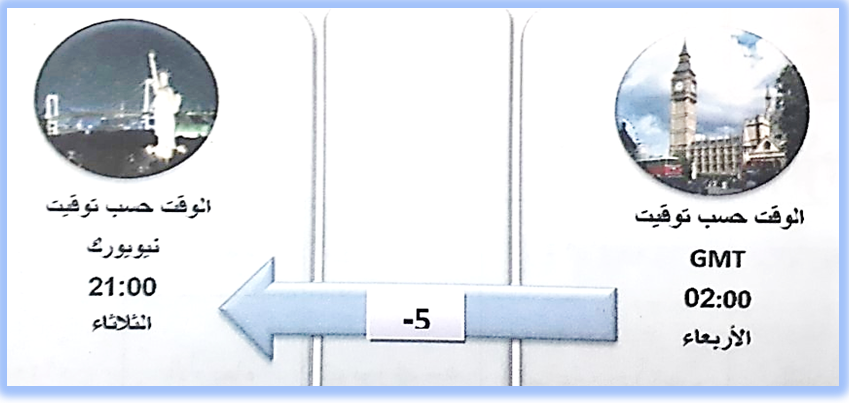 الوقت حسب توقيت
GMT
02:00
الأربعاء
-5
الوقت حسب توقيت
نيويورك
21:00
الثلاثاء